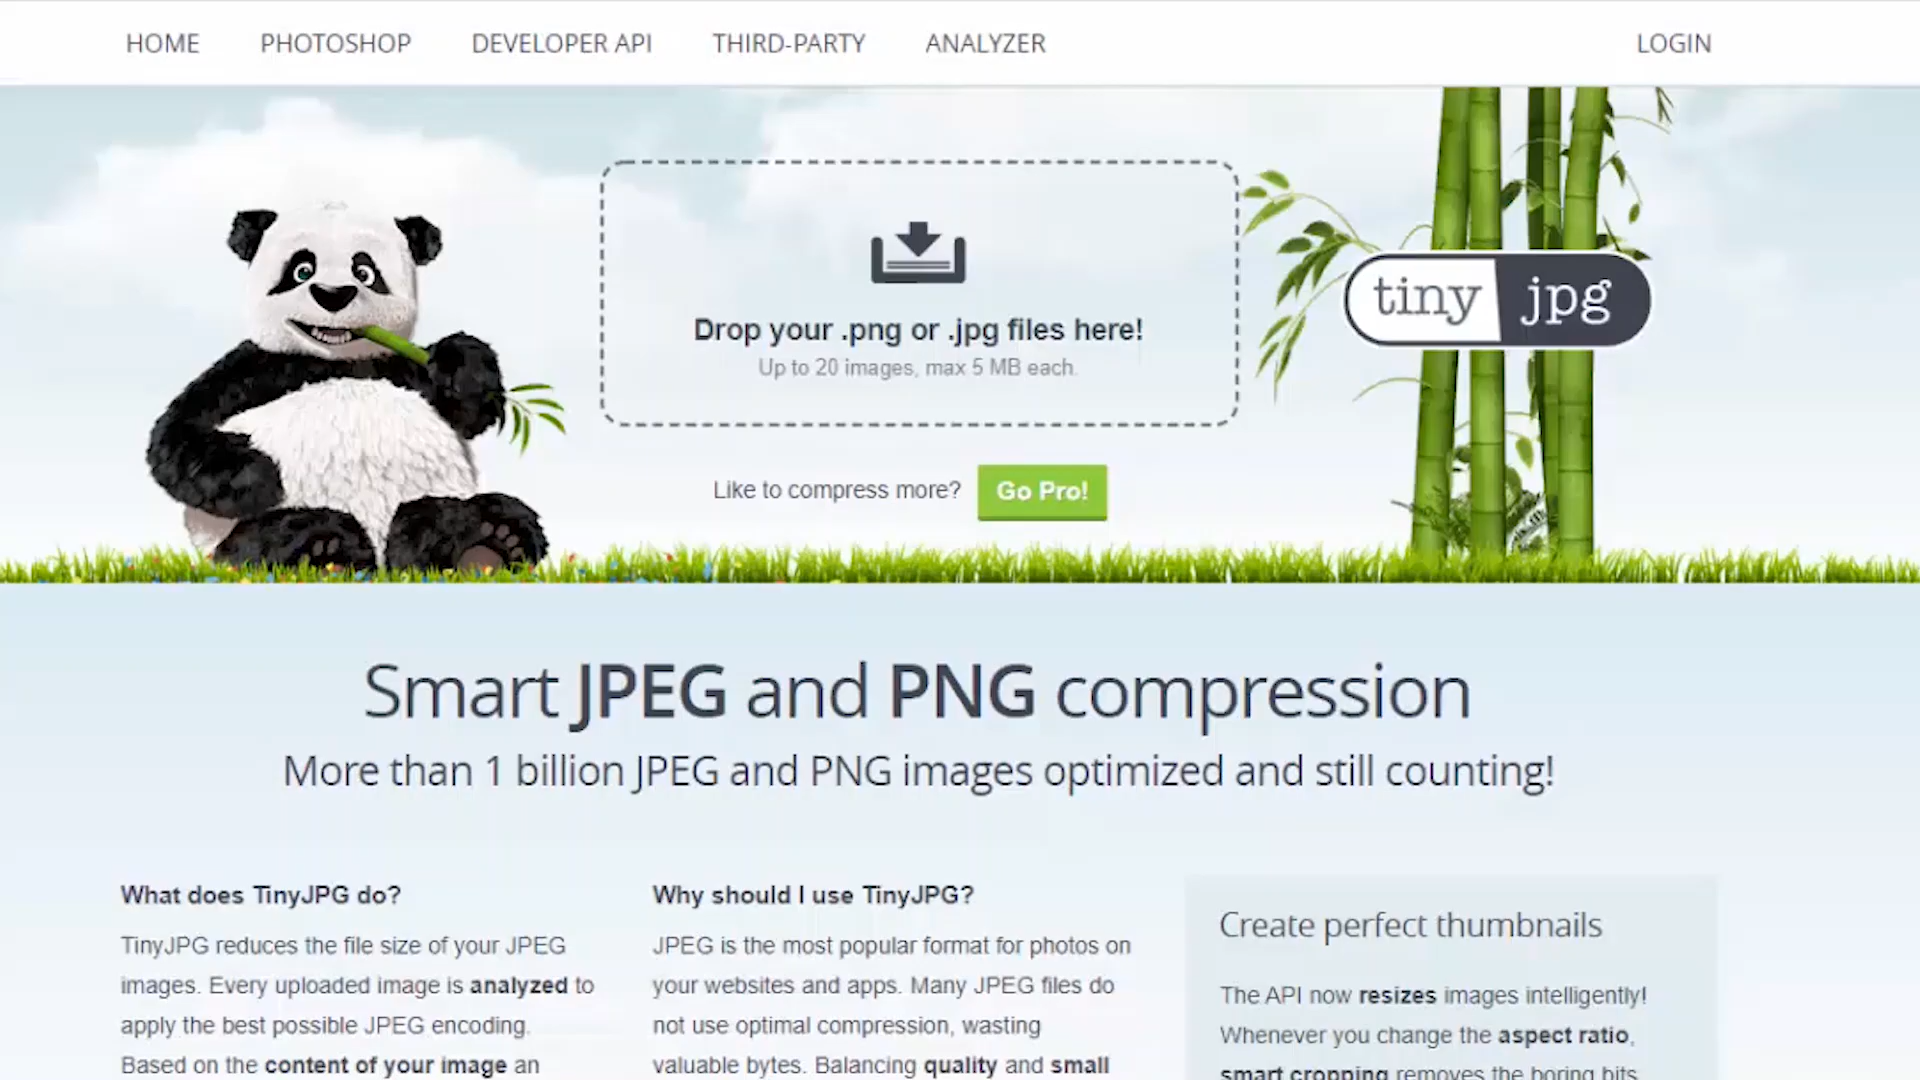 HOME PHOTOSHOP DEVELOPER API THIRD-PARTY ANALYZER LOGIN
Drop your .png or .jpg files here!
Up to 20 images, max 5 MB each.
tiny jpg
Like to compress more? Go Pro!
Smart JPEG and PNG compression
More than 1 billion JPEG and PNG images optimized and still counting!
What does TinyJPG do?
TinyJPG reduces the file size of your JPEG
images. Every uploaded image is analyzed to
apply the best possible JPEG encoding.
Based on the content of your image an
Why should I use TinyJPG?
JPEG is the most popular format for photos on
your websites and apps. Many JPEG files do
not use optimal compression, wasting
valuable bytes. Balancing quality and small
Create perfect thumbnails
The API now resizes images intelligently!
Whenever you change the aspect ratio,
smart cropping removes the boring bits